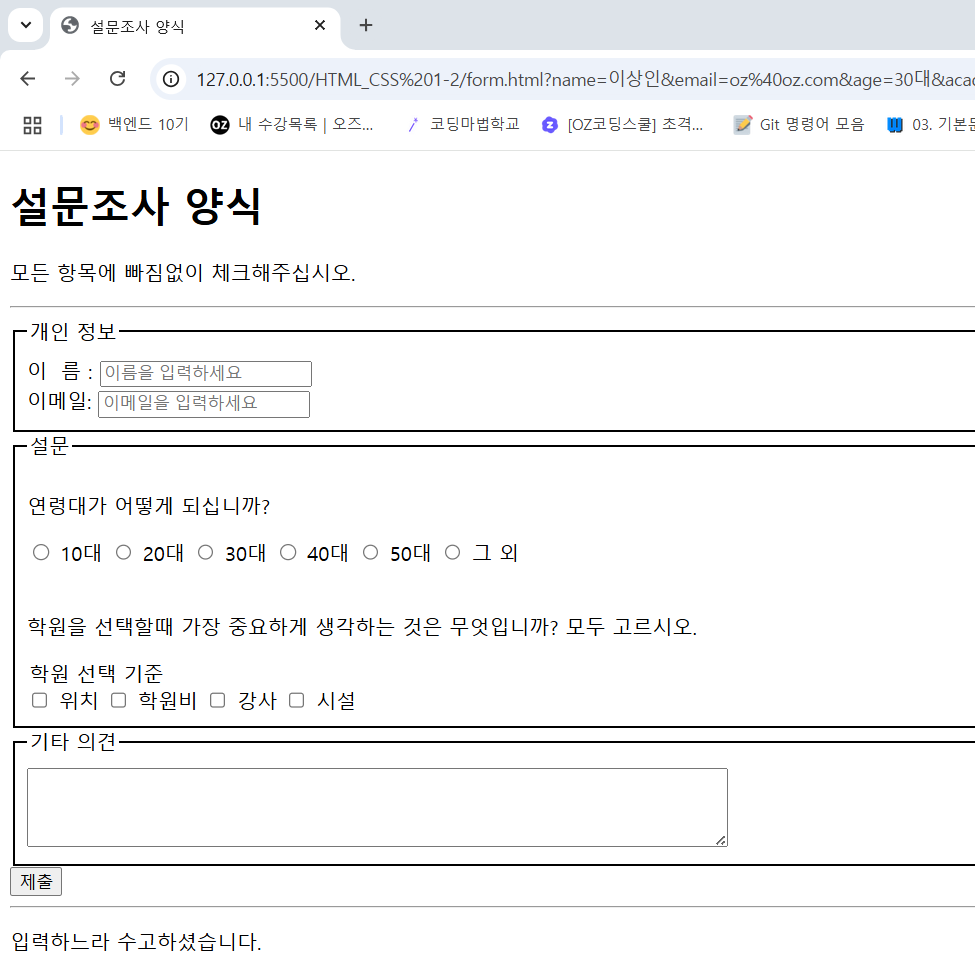 설문조사 양식
127.0.0.1:5500/HTML_CSS%201-2/form.html?name=이상인&email=oz%40oz.com&age=30대&acad
백엔드 10기 OZ 내 수강목록 | 오즈... 코딩마법학교 [OZ코딩스쿨] 초격... Git 명령어 모음 03. 기본문
설문조사 양식
모든 항목에 빠짐없이 체크해주십시오.
개인 정보
이 름 : 이름을 입력하세요
이메일: 이메일을 입력하세요
설문
연령대가 어떻게 되십니까?
10대 20대 30대 40대 50대 그 외
학원을 선택할때 가장 중요하게 생각하는 것은 무엇입니까? 모두 고르시오.
학원 선택 기준
위치 학원비 강사 시설
기타 의견
제출
입력하느라 수고하셨습니다.